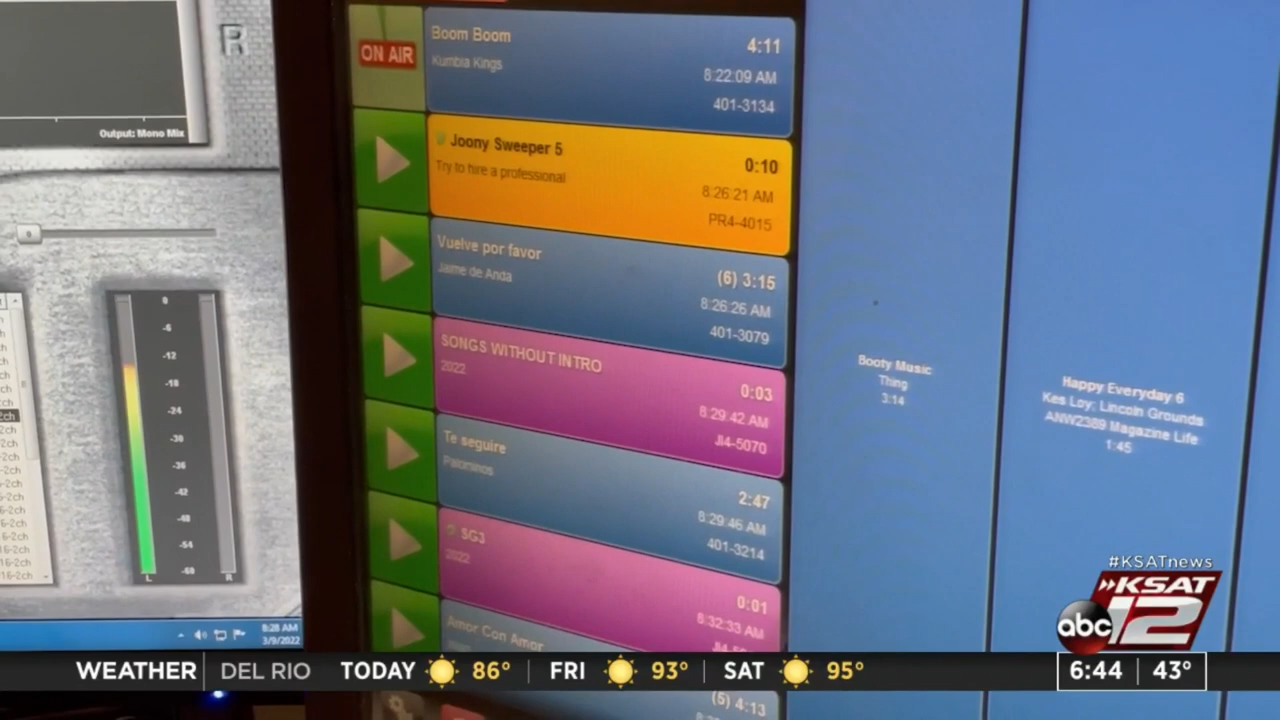 R
Output: Mono Mix
0
0
-6
-12
-18
-24
-30
-36
-42
-48
-54
-60
L R
8:28 AM
3/9/2022
ON AIR
Boom Boom 4:11
Kumbia Kings 8:22:09 AM
401-3134
Joony Sweeper 5 0:10
Try to hire a professional 8:26:21 AM
PR4-4015
Vuelve por favor (6) 3:15
Jaime de Anda 8:26:26 AM
401-3079
SONGS WITHOUT INTRO 0:03
2022 8:29:42 AM
JI4-5070
Te seguire 2:47
Palominos 8:29:46 AM
401-3214
SG3 0:01
2022 8:32:33 AM
Amor Con Amor
(5) 4:13
Booty Music
Thing
3:14
Happy Everyday 6
Kes Loy; Lincoln Grounds
ANW2389 Magazine Life
1:45
#KSATnews
KSAT
abc 12
WEATHER DEL RIO TODAY 86° FRI 93° SAT 95° 6:44 43°